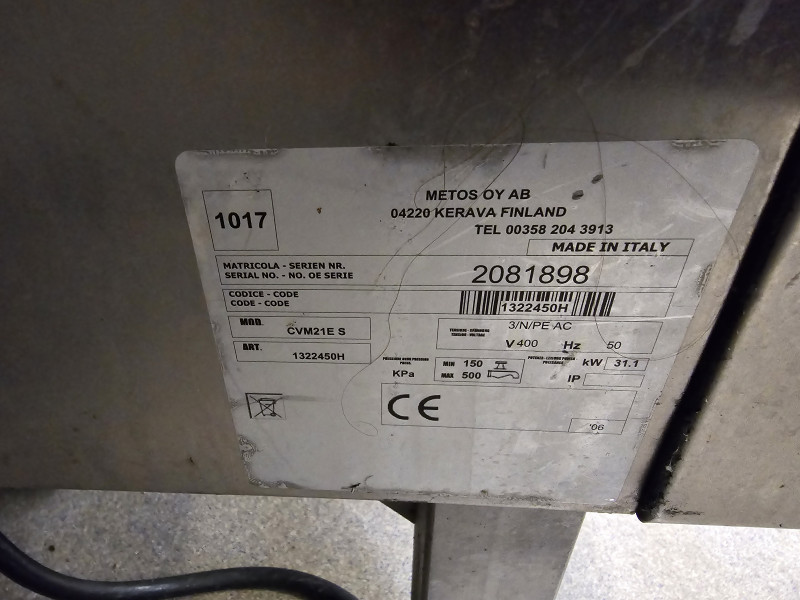 METOS OY AB
04220 KERAVA FINLAND
TEL 00358 204 3913
1017
MADE IN ITALY
MATRICOLA - SERIEN NR.
SERIAL NO. - NO. OE SERIE
2081898
CODICE - CODE
CODE - CODE
1322450H
MOD. CVM21E S
3/N/PE AC
V 400 Hz 50
ART. 1322450H
KPa
MIN 150
MAX 500
kW 31.1
IP
CE
'06